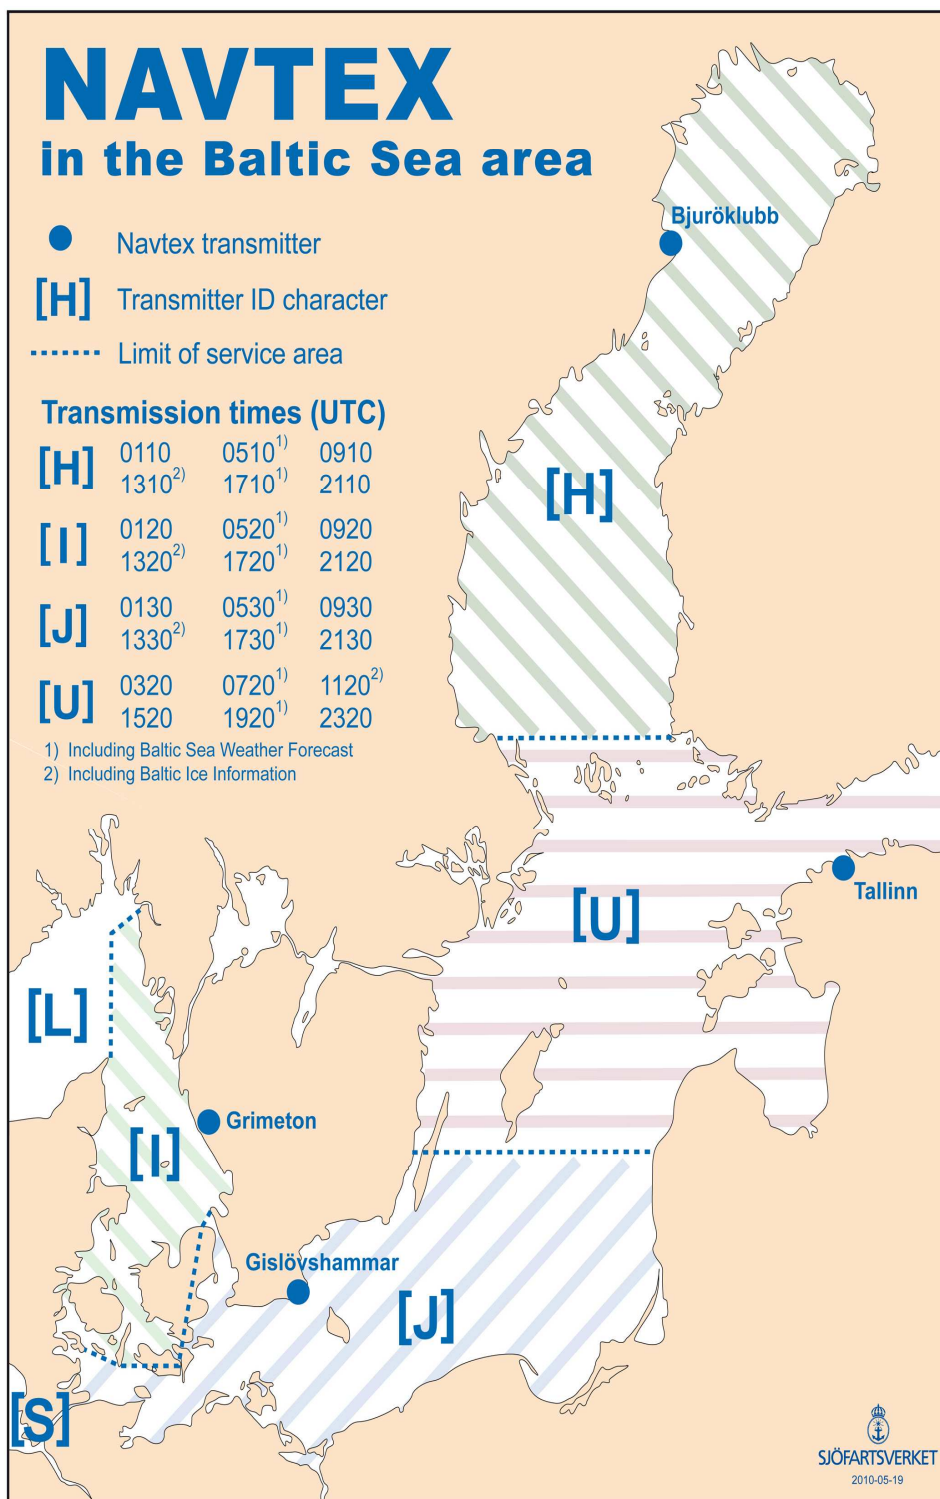 NAVTEX
in the Baltic Sea area
Navtex transmitter
[H] Transmitter ID character
Limit of service area
Transmission times (UTC)
[H] 0110 0510¹⁾ 0910
1310²⁾ 1710¹⁾ 2110
[I] 0120 0520¹⁾ 0920
1320²⁾ 1720¹⁾ 2120
[J] 0130 0530¹⁾ 0930
1330²⁾ 1730¹⁾ 2130
[U] 0320 0720¹⁾ 1120²⁾
1520 1920¹⁾ 2320
1) Including Baltic Sea Weather Forecast
2) Including Baltic Ice Information
Bjuröklubb
[H]
Tallinn
[U]
[L]
Grimeton
[I]
Gislövshammar
[J]
[S]
SJÖFARTSVERKET
2010-05-19